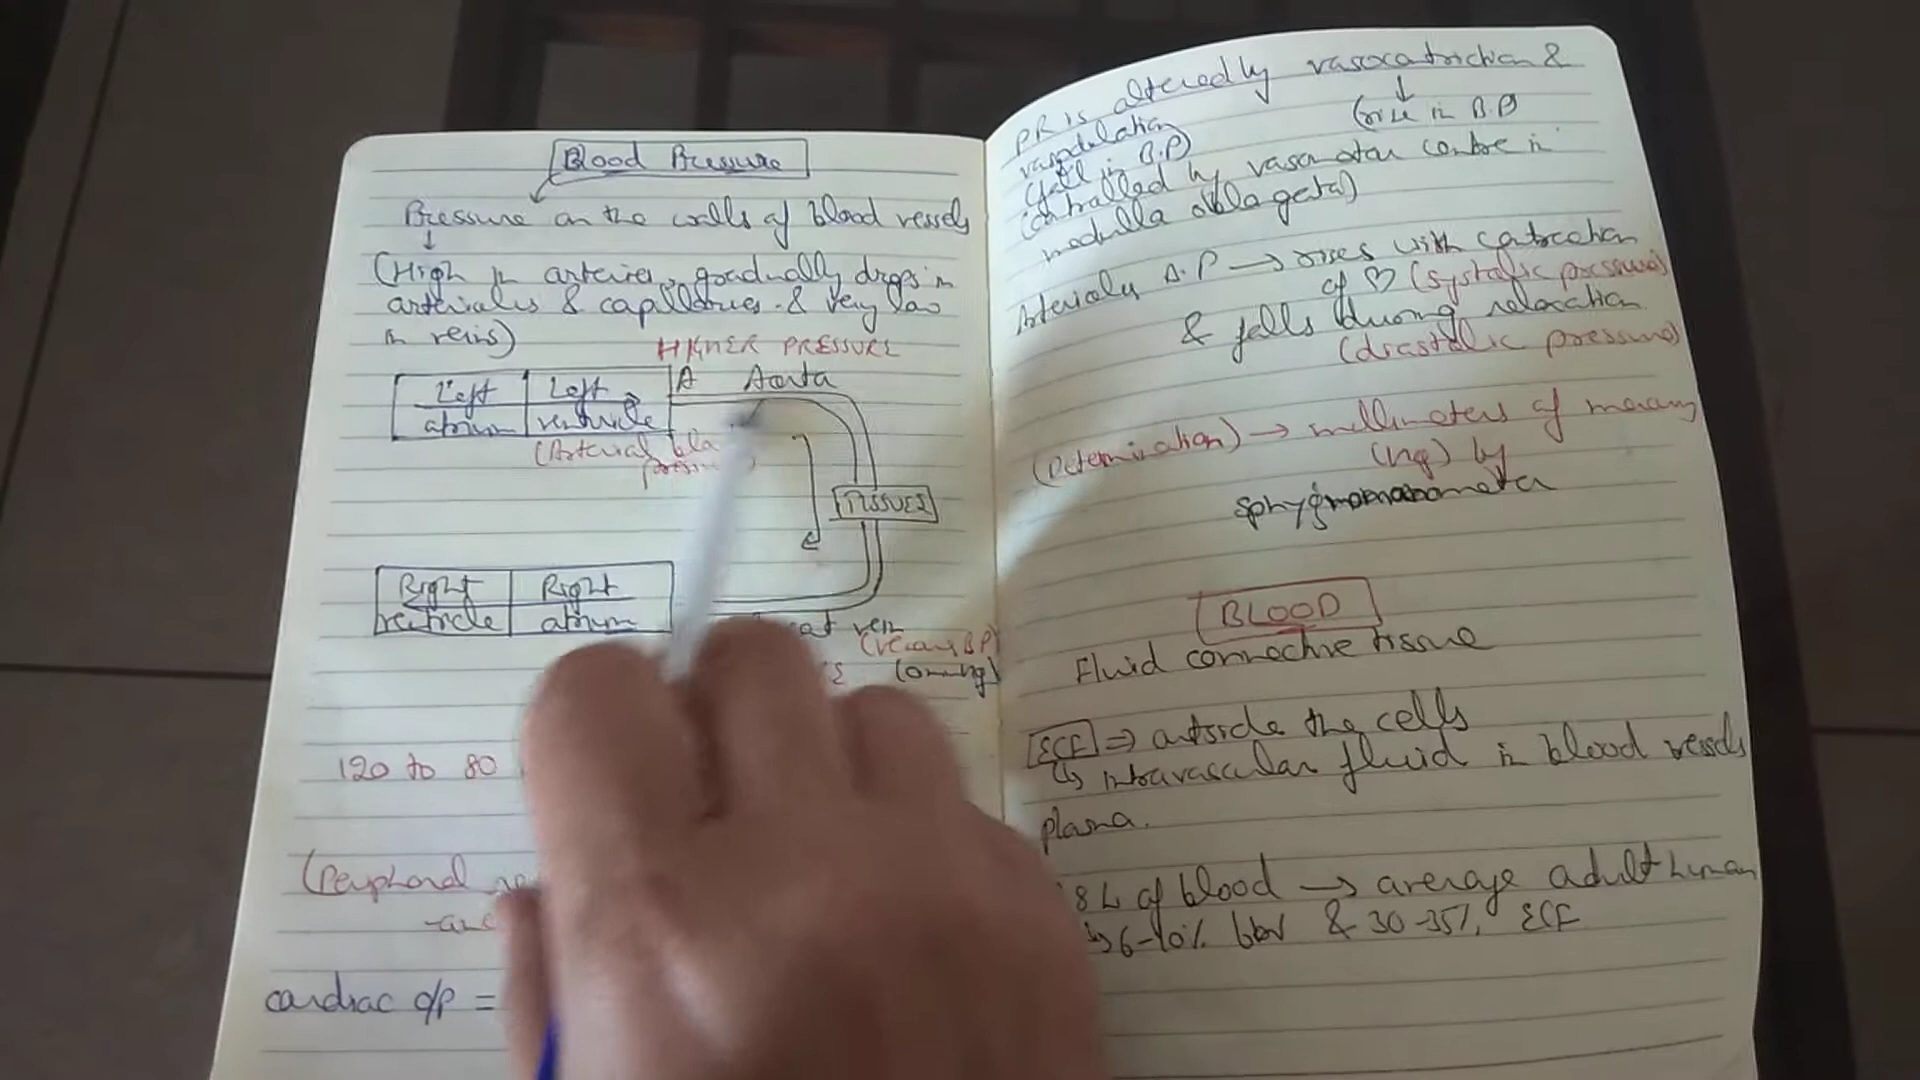 Blood Pressure
Pressure on the walls of blood vessels
(High in arteries, gradually drops in
arterioles & capillaries & very low
in veins)
HIGHER PRESSURE
Left
atrium
Left
ventricle
A Aorta
(Arterial
TISSUES
Right
ventricle
Right
atrium
vein
(venous BP)
120 to 80
(Peripheral
cardiac o/p =
PR is altered by vasocatriction &
(rise in B.P
vasodilation
(fall in B.P)
(controlled by vasomotor centre in
medulla oblageta)
B.P → rises with contraction
of ♡ (systolic pressure)
& falls during relaxation
(diastolic pressure)
(Determination) → millimeters of mercury
(Hg) by
BLOOD
Fluid connective tissue
ECF ⇒ outside the cells
↳ intravascular fluid in blood vessels
plasma.
8 L of blood → average adult human
↳ 6-10% & 30-35% ECF